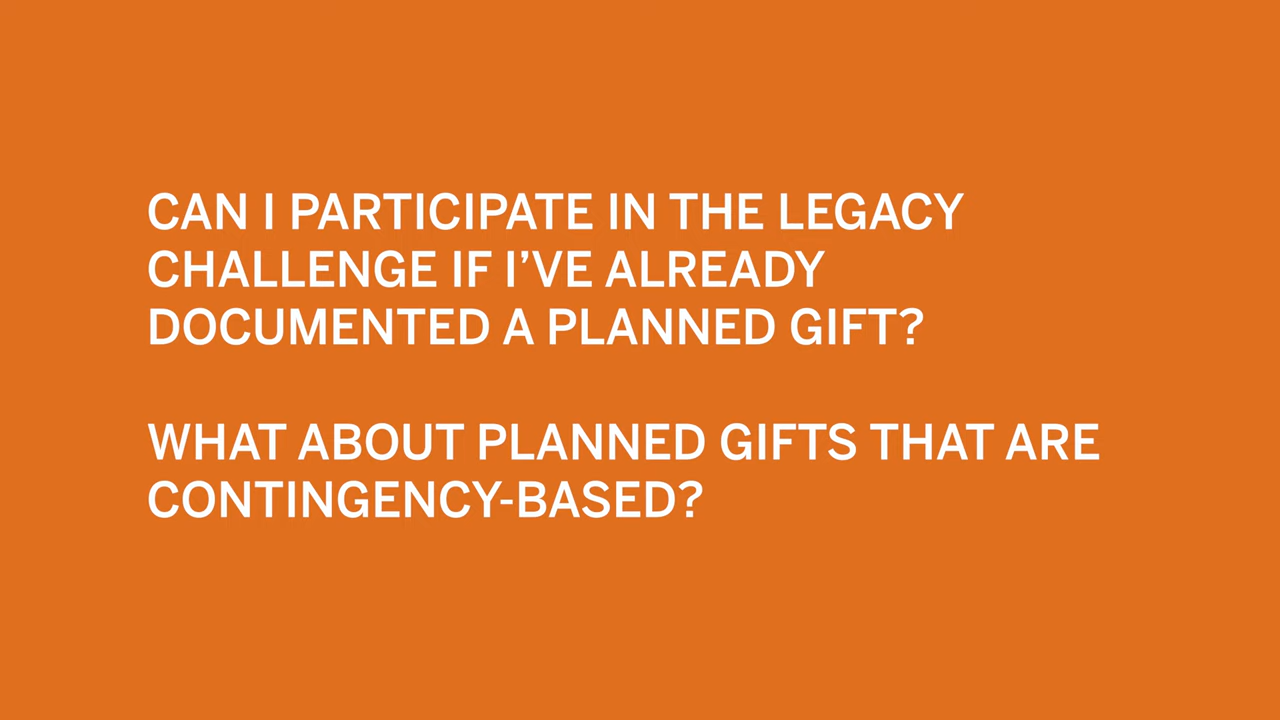 CAN I PARTICIPATE IN THE LEGACY
CHALLENGE IF I’VE ALREADY
DOCUMENTED A PLANNED GIFT?
WHAT ABOUT PLANNED GIFTS THAT ARE
CONTINGENCY-BASED?